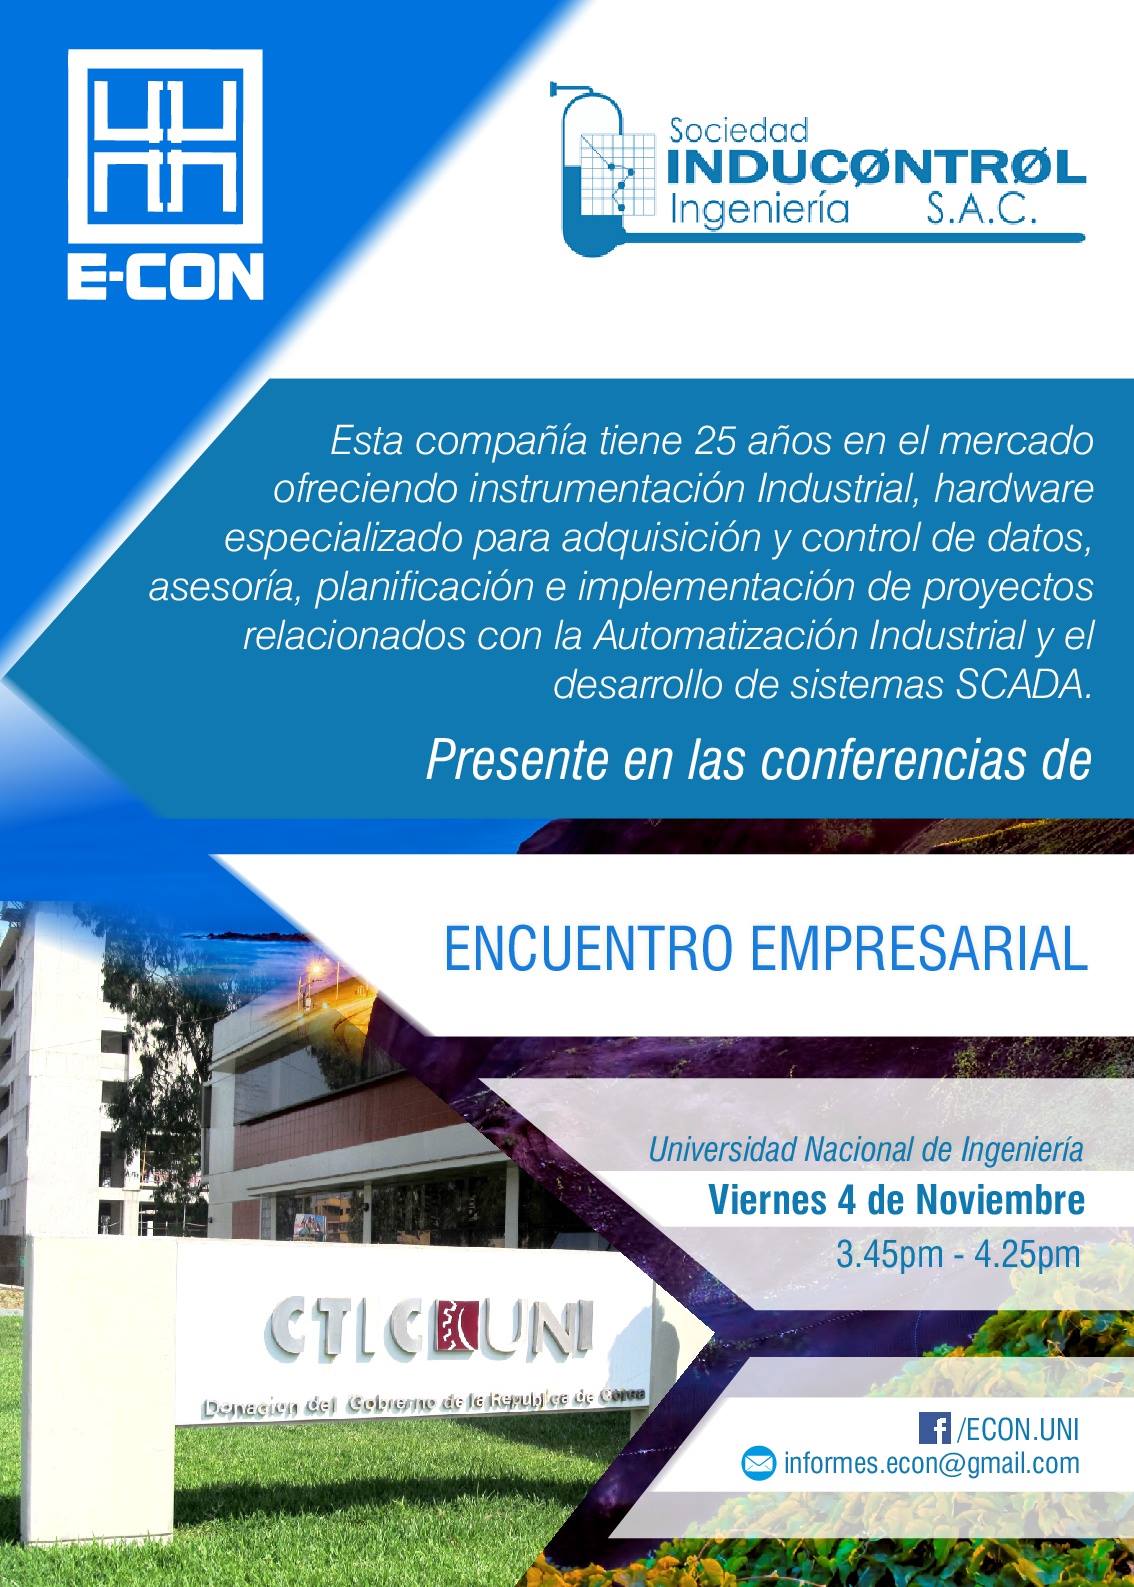 E-CON
Sociedad
INDUCØNTRØL
Ingeniería S.A.C.
Esta compañía tiene 25 años en el mercado
ofreciendo instrumentación Industrial, hardware
especializado para adquisición y control de datos,
asesoría, planificación e implementación de proyectos
relacionados con la Automatización Industrial y el
desarrollo de sistemas SCADA.
Presente en las conferencias de
ENCUENTRO EMPRESARIAL
Universidad Nacional de Ingeniería
Viernes 4 de Noviembre
3.45pm - 4.25pm
CTIC UNI
Donacion del Gobierno de la Republica de Corea
/ECON.UNI
informes.econ@gmail.com